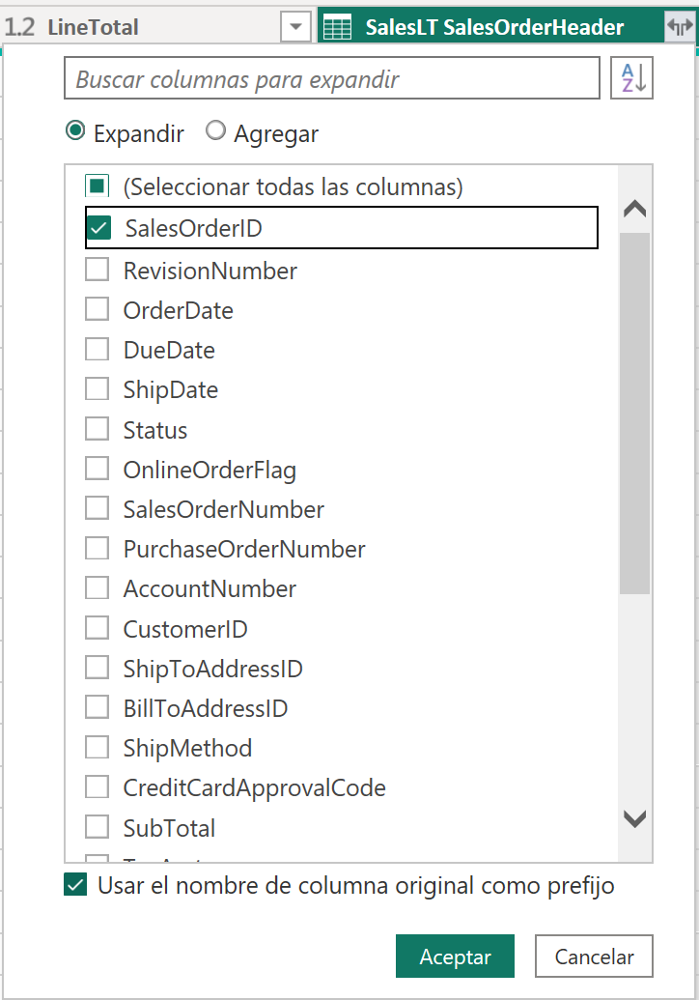 1.2 LineTotal SalesLT SalesOrderHeader
Buscar columnas para expandir
Expandir Agregar
(Seleccionar todas las columnas)
SalesOrderID
RevisionNumber
OrderDate
DueDate
ShipDate
Status
OnlineOrderFlag
SalesOrderNumber
PurchaseOrderNumber
AccountNumber
CustomerID
ShipToAddressID
BillToAddressID
ShipMethod
CreditCardApprovalCode
SubTotal
Usar el nombre de columna original como prefijo
Aceptar Cancelar